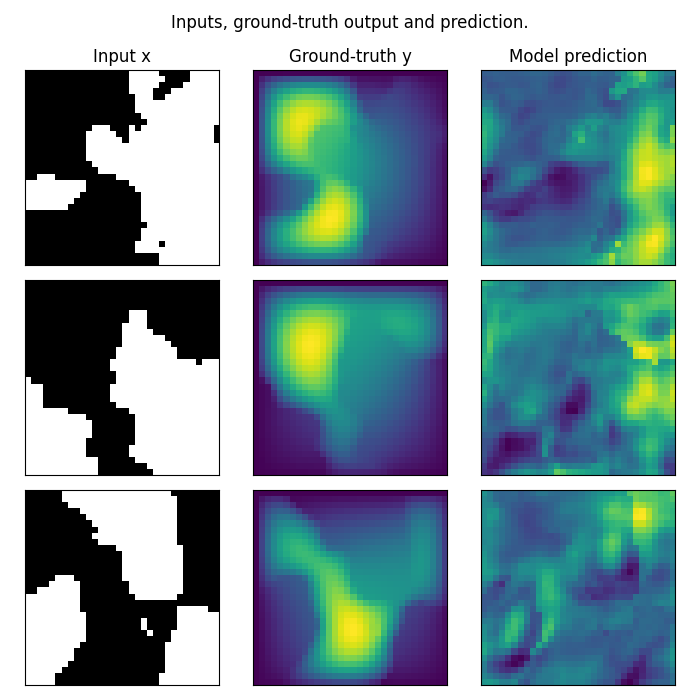 Inputs, ground-truth output and prediction.
Input x
Ground-truth y
Model prediction